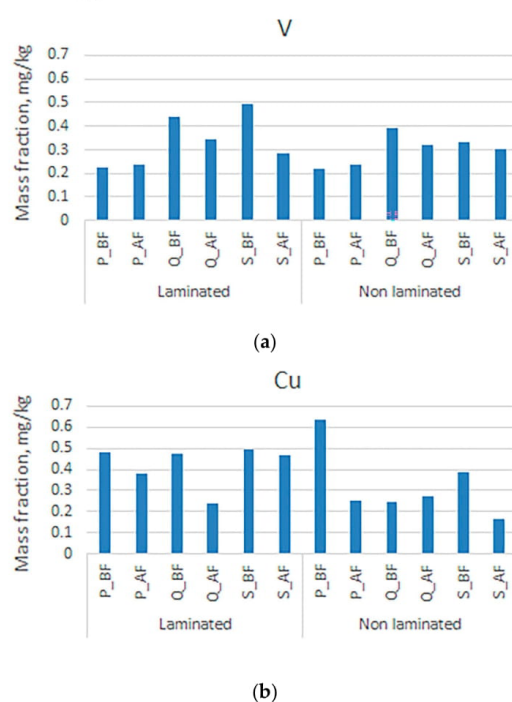 V
Mass fraction, mg/kg
0.7
0.6
0.5
0.4
0.3
0.2
0.1
0
P_BF
P_AF
Q_BF
Q_AF
S_BF
S_AF
P_BF
P_AF
Q_BF
Q_AF
S_BF
S_AF
Laminated
Non laminated
(a)
Cu
Mass fraction, mg/kg
0.7
0.6
0.5
0.4
0.3
0.2
0.1
0
P_BF
P_AF
Q_BF
Q_AF
S_BF
S_AF
P_BF
P_AF
Q_BF
Q_AF
S_BF
S_AF
Laminated
Non laminated
(b)